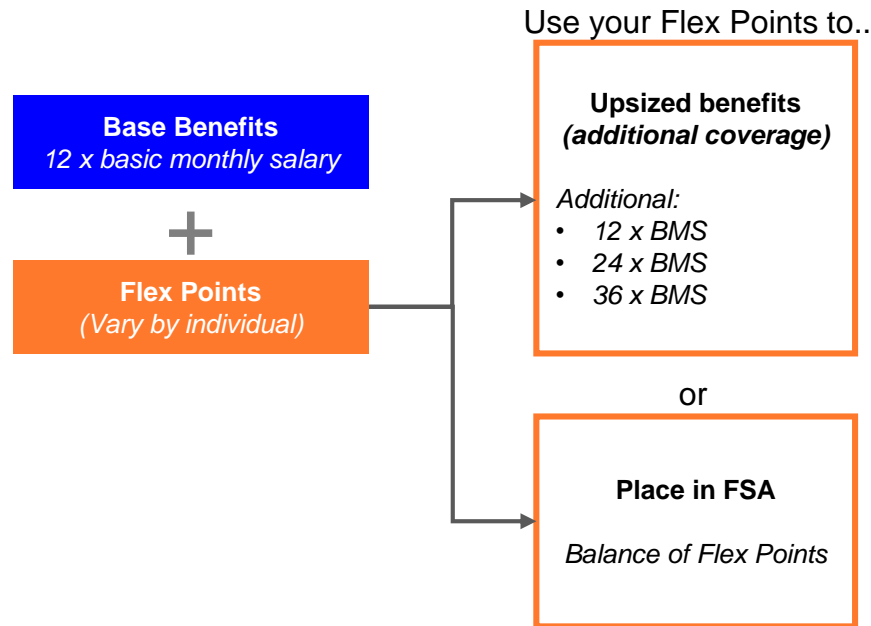 Use your Flex Points to..
Base Benefits
12 x basic monthly salary
+
Flex Points
(Vary by individual)
Upsized benefits
(additional coverage)
Additional:
• 12 x BMS
• 24 x BMS
• 36 x BMS
or
Place in FSA
Balance of Flex Points